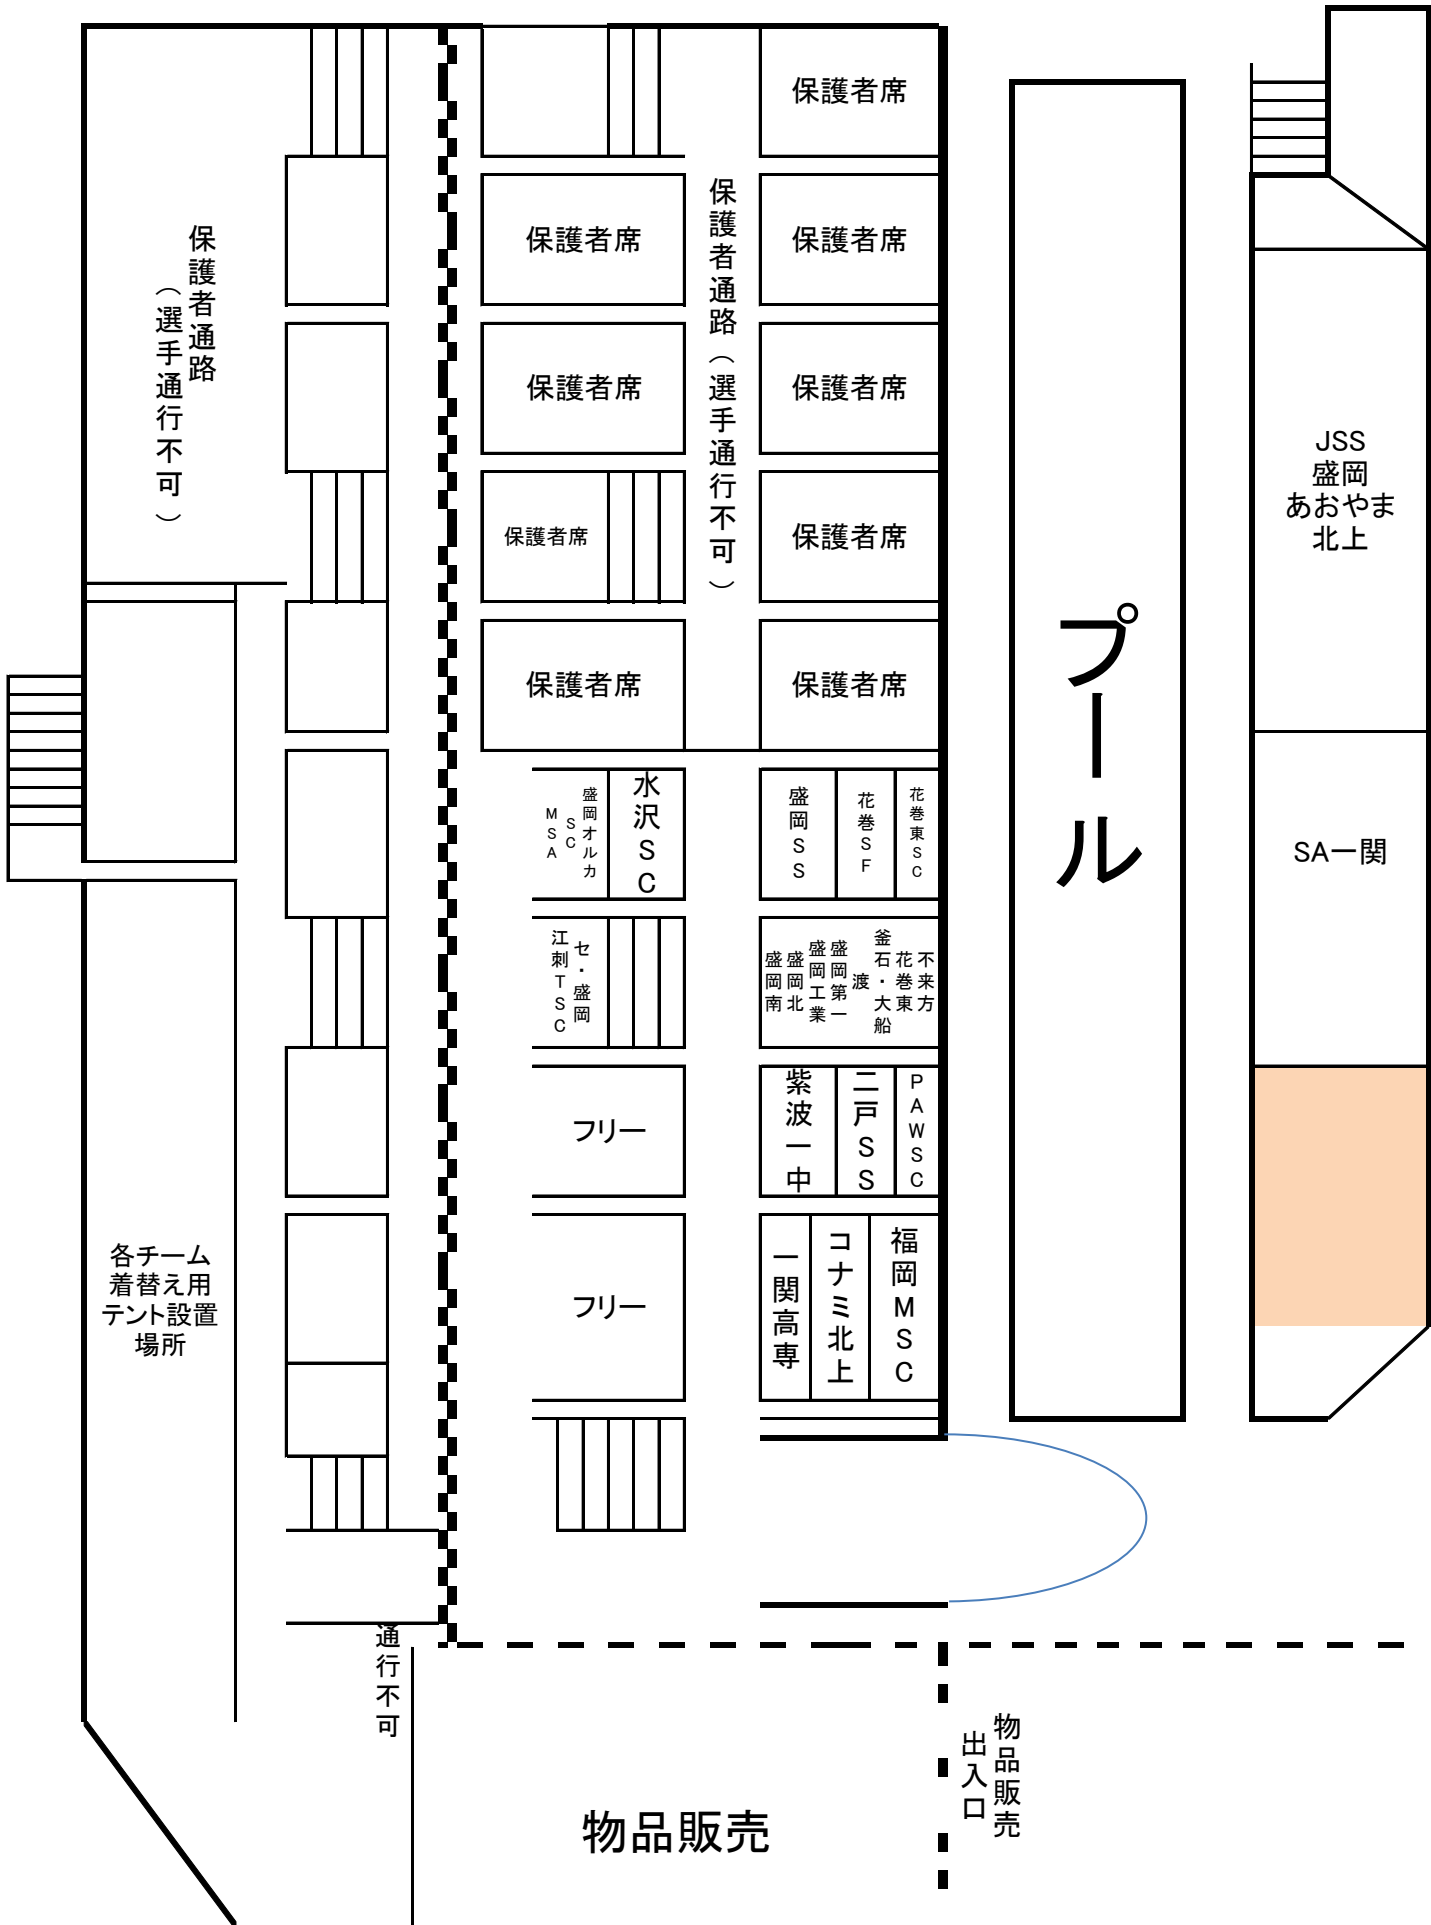 保護者席
保護者通路
（選手通行不可）
保護者通路（選手通行不可）
保護者席
保護者席
保護者席
保護者席
保護者席
保護者席
保護者席
保護者席
JSS
盛岡
あおやま
北上
プール
盛岡オルカ
SC
MSA
水沢SC
盛岡SS
花巻SF
花巻東SC
SA一関
セ・盛岡
江刺TSC
不来方
花巻東
釜石・大船
渡
盛岡第一
盛岡工業
盛岡北
盛岡南
フリー
紫波一中
二戸SS
PAWSC
各チーム
着替え用
テント設置
場所
フリー
一関高専
コナミ北上
福岡MSC
通行不可
物品販売
物品販売
出入口